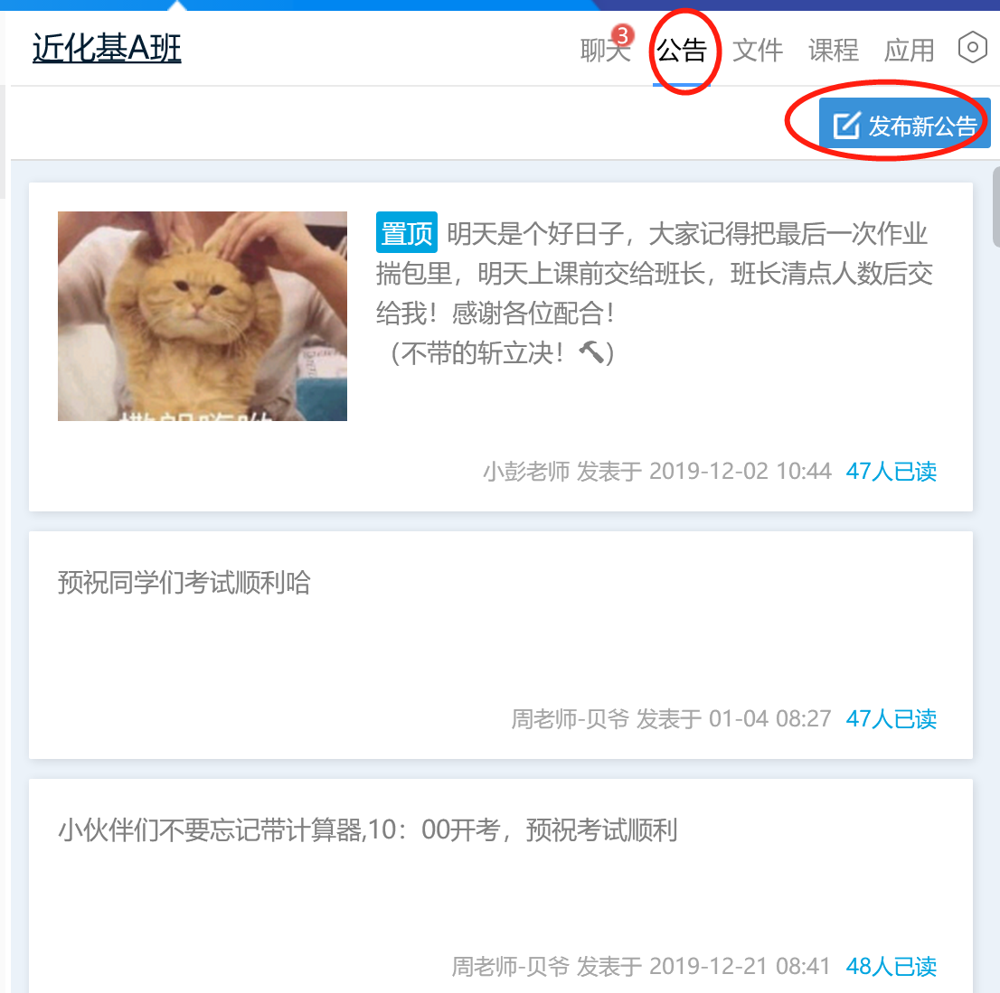 近化基A班
聊天 3 公告 文件 课程 应用
发布新公告
置顶 明天是个好日子，大家记得把最后一次作业
揣包里，明天上课前交给班长，班长清点人数后交
给我！感谢各位配合！
（不带的斩立决！🔨）
小彭老师 发表于 2019-12-02 10:44 47人已读
预祝同学们考试顺利哈
周老师-贝爷 发表于 01-04 08:27 47人已读
小伙伴们不要忘记带计算器,10：00开考，预祝考试顺利
周老师-贝爷 发表于 2019-12-21 08:41 48人已读